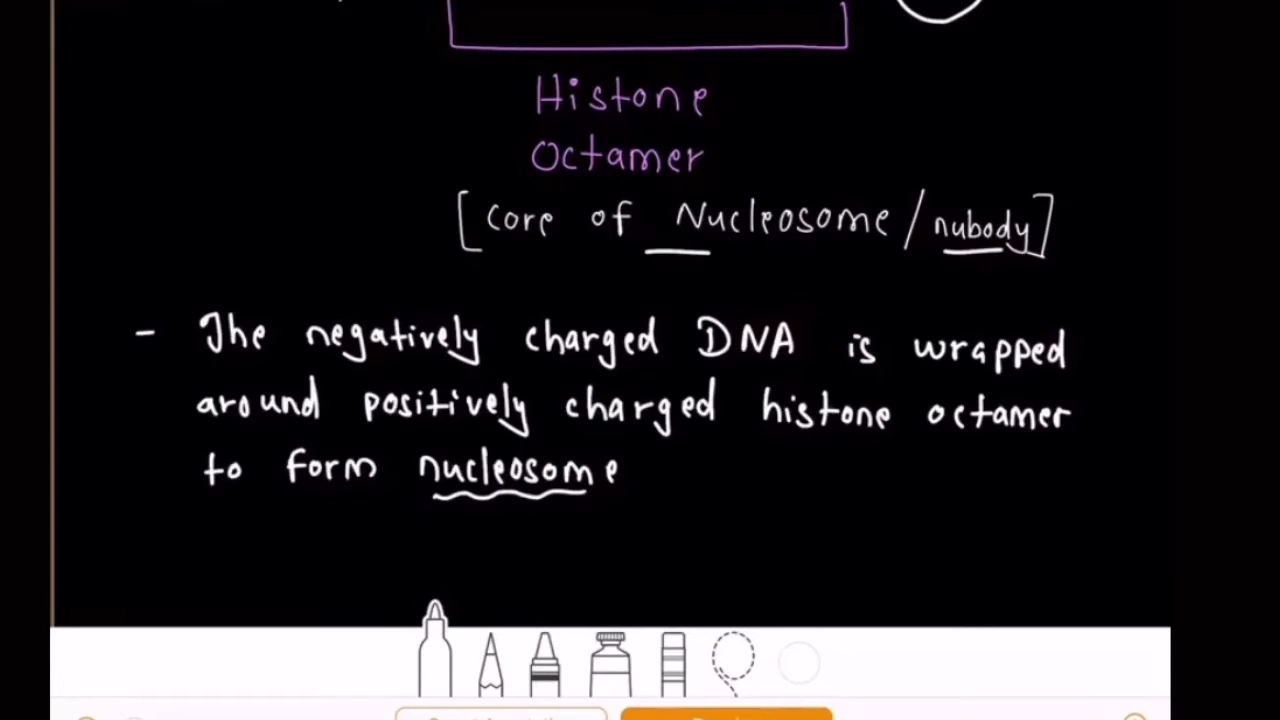 Histone
Octamer
[core of Nucleosome/nubody]
- The negatively charged DNA is wrapped
around positively charged histone octamer
to form nucleosome